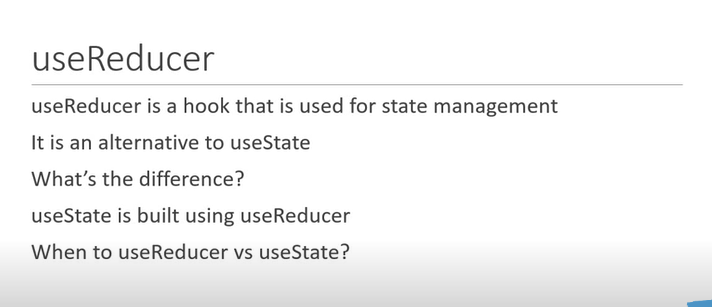 useReducer
useReducer is a hook that is used for state management
It is an alternative to useState
What’s the difference?
useState is built using useReducer
When to useReducer vs useState?